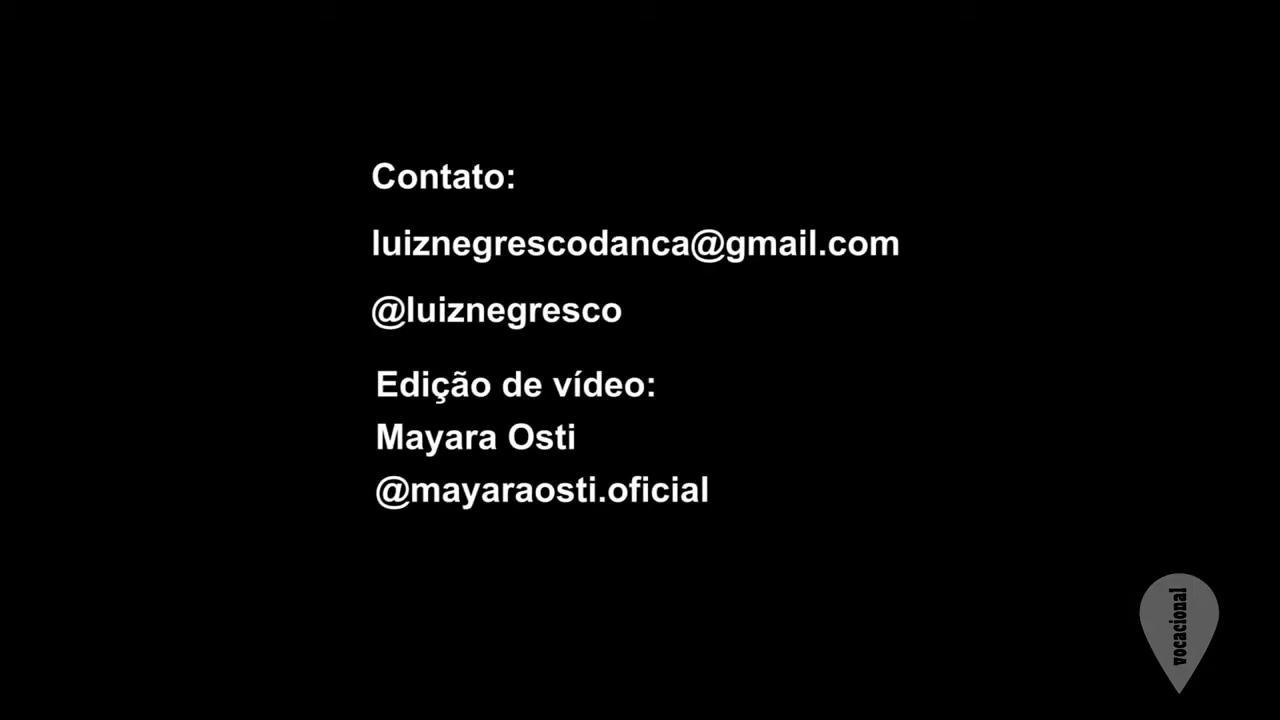 Contato:
luiznegrescodanca@gmail.com
@luiznegresco
Edição de vídeo:
Mayara Osti
@mayaraosti.oficial
vocacional